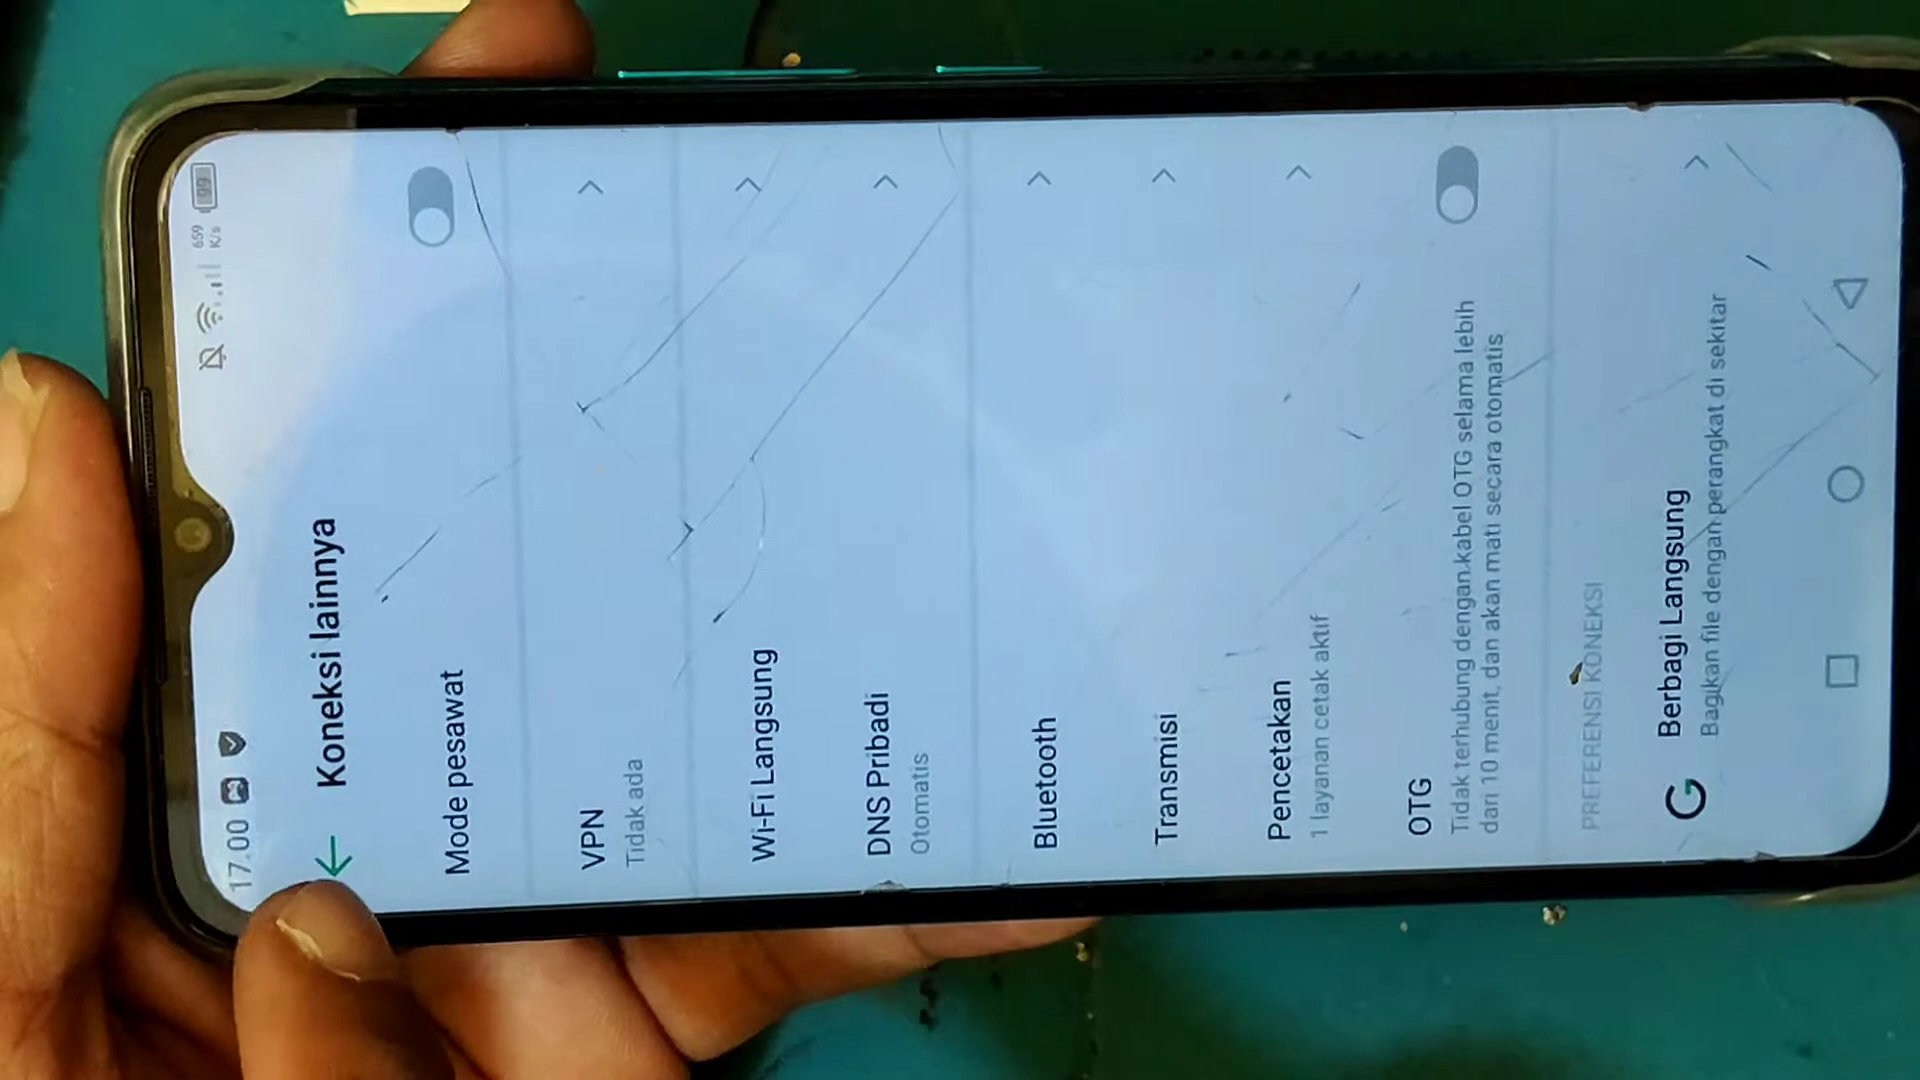 17.00
659
K/s
99
Koneksi lainnya
Mode pesawat
VPN
Tidak ada
Wi-Fi Langsung
DNS Pribadi
Otomatis
Bluetooth
Transmisi
Pencetakan
1 layanan cetak aktif
OTG
Tidak terhubung dengan kabel OTG selama lebih
dari 10 menit, dan akan mati secara otomatis
PREFERENSI KONEKSI
G
Berbagi Langsung
Bagikan file dengan perangkat di sekitar